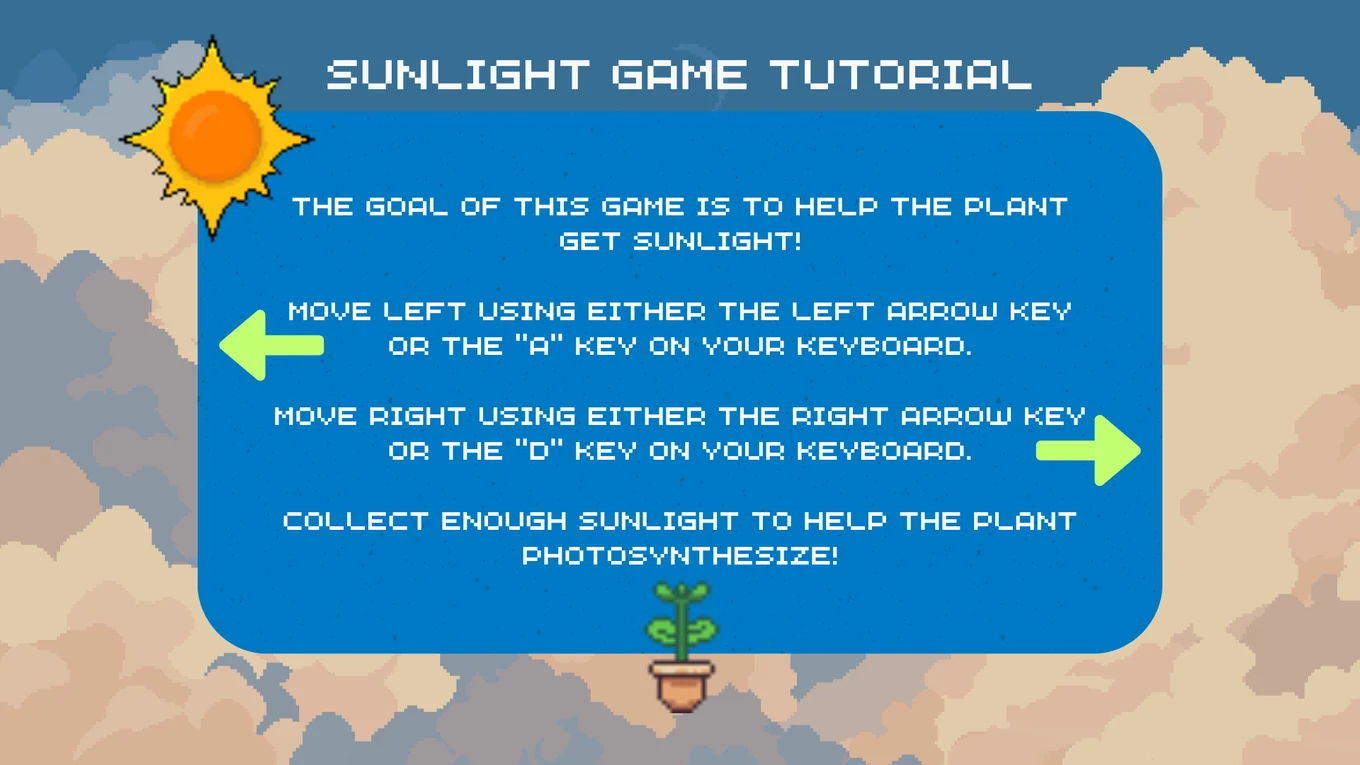 SUNLIGHT GAME TUTORIAL
THE GOAL OF THIS GAME IS TO HELP THE PLANT
GET SUNLIGHT!
MOVE LEFT USING EITHER THE LEFT ARROW KEY
OR THE "A" KEY ON YOUR KEYBOARD.
MOVE RIGHT USING EITHER THE RIGHT ARROW KEY
OR THE "D" KEY ON YOUR KEYBOARD.
COLLECT ENOUGH SUNLIGHT TO HELP THE PLANT
PHOTOSYNTHESIZE!